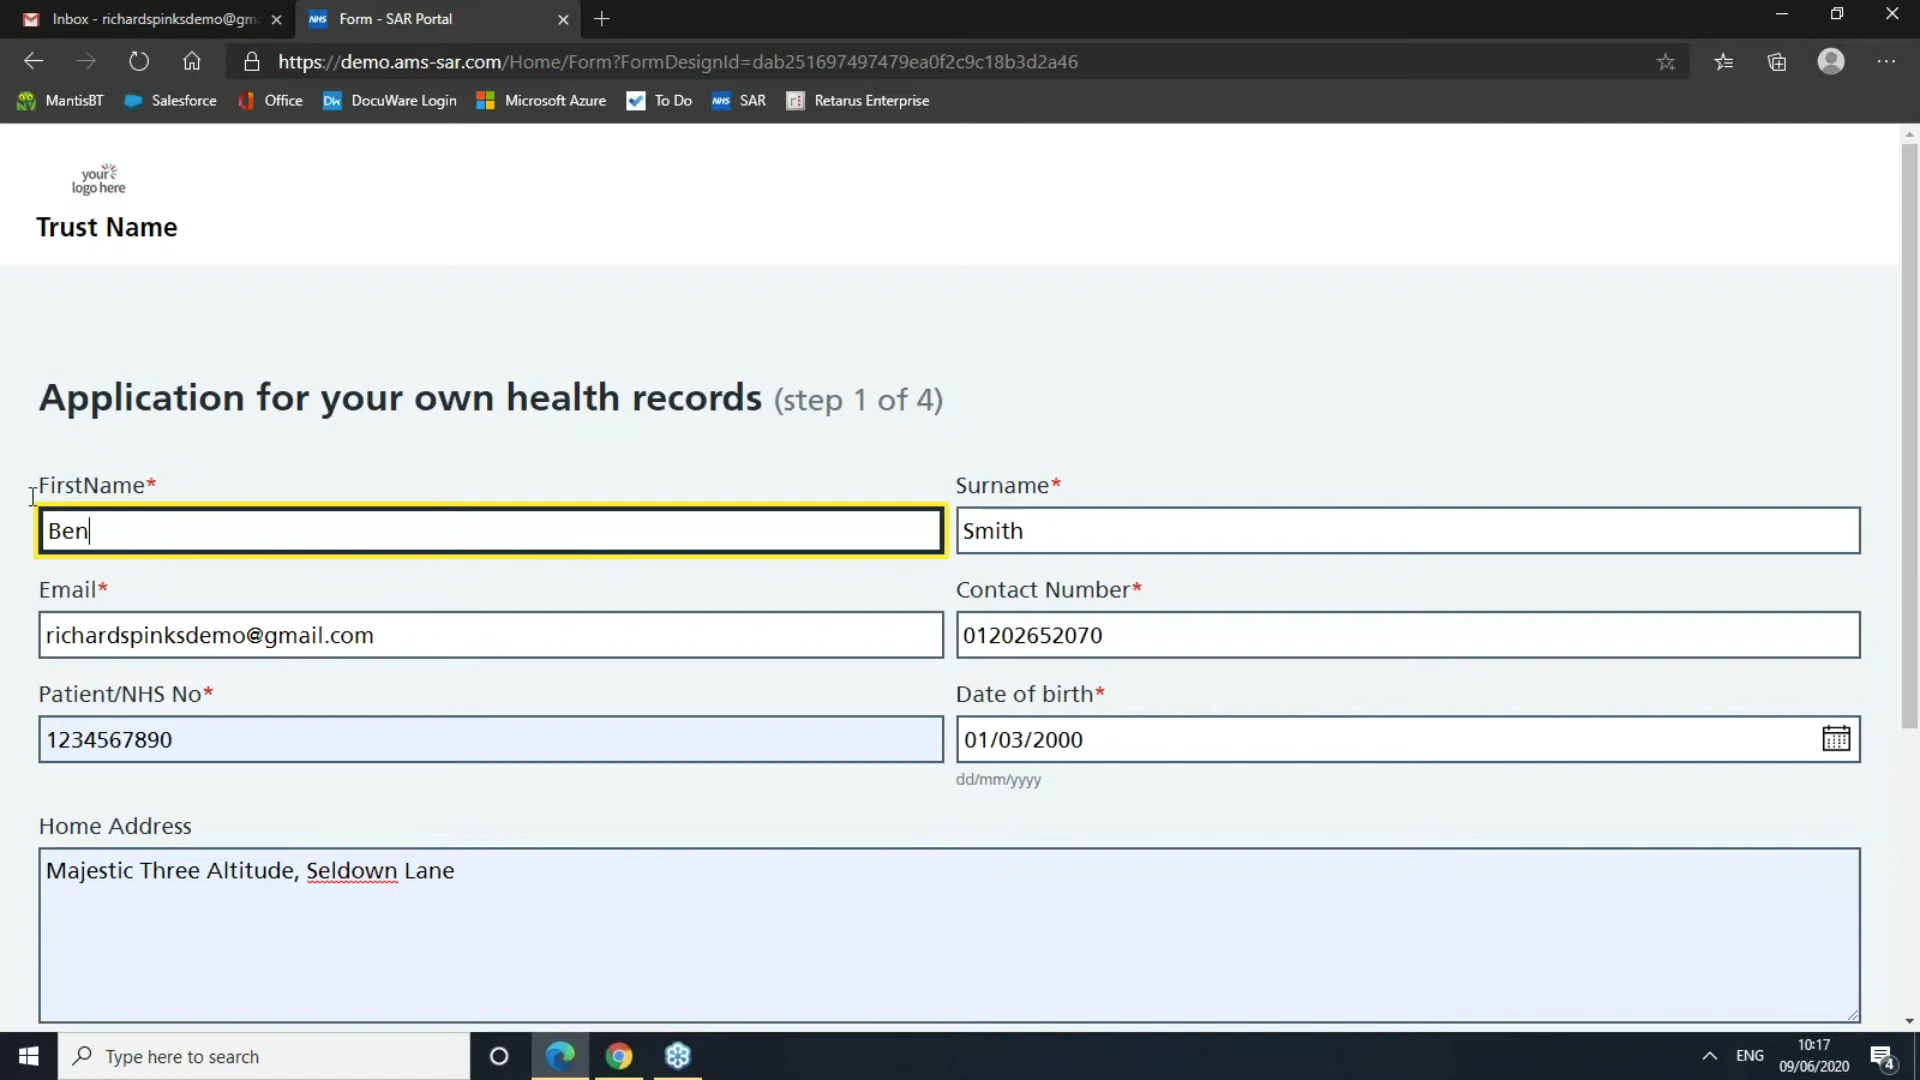 Inbox - richardspinksdemo@gm
Form - SAR Portal
https://demo.ams-sar.com/Home/Form?FormDesignId=dab251697497479ea0f2c9c18b3d2a46
MantisBT
Salesforce
Office
DocuWare Login
Microsoft Azure
To Do
SAR
Retarus Enterprise
your
logo here
Trust Name
Application for your own health records (step 1 of 4)
FirstName*
Surname*
Ben
Smith
Email*
Contact Number*
richardspinksdemo@gmail.com
01202652070
Patient/NHS No*
Date of birth*
1234567890
01/03/2000
dd/mm/yyyy
Home Address
Majestic Three Altitude, Seldown Lane
Type here to search
ENG
10:17
09/06/2020
4